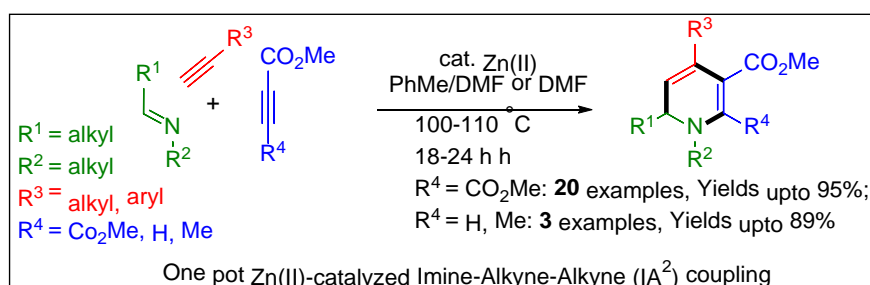 R³
CO₂Me
R¹
+
N
R²
R⁴
R¹ = alkyl
R² = alkyl
R³ = alkyl, aryl
R⁴ = Co₂Me, H, Me
cat. Zn(II)
PhMe/DMF or DMF
100-110 °C
18-24 h h
R⁴ = CO₂Me: 20 examples, Yields upto 95%;
R⁴ = H, Me: 3 examples, Yields upto 89%
R³
CO₂Me
R¹
N
R⁴
R²
One pot Zn(II)-catalyzed Imine-Alkyne-Alkyne (IA²) coupling